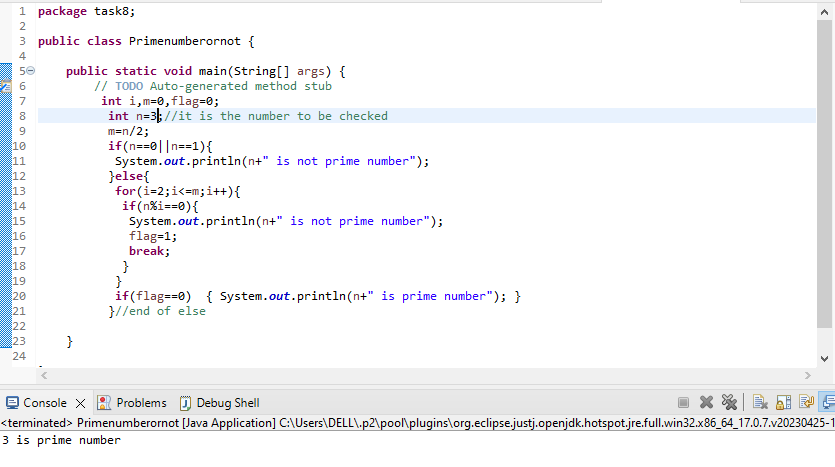 1 package task8;
2
3 public class Primenumberornot {
4
5 public static void main(String[] args) {
6 // TODO Auto-generated method stub
7 int i,m=0,flag=0;
8 int n=3;//it is the number to be checked
9 m=n/2;
10 if(n==0||n==1){
11 System.out.println(n+" is not prime number");
12 }else{
13 for(i=2;i<=m;i++){
14 if(n%i==0){
15 System.out.println(n+" is not prime number");
16 flag=1;
17 break;
18 }
19 }
20 if(flag==0) { System.out.println(n+" is prime number"); }
21 }//end of else
22
23 }
24
Console Problems Debug Shell
<terminated> Primenumberornot [Java Application] C:\Users\DELL\.p2\pool\plugins\org.eclipse.justj.openjdk.hotspot.jre.full.win32.x86_64_17.0.7.v20230425-1
3 is prime number